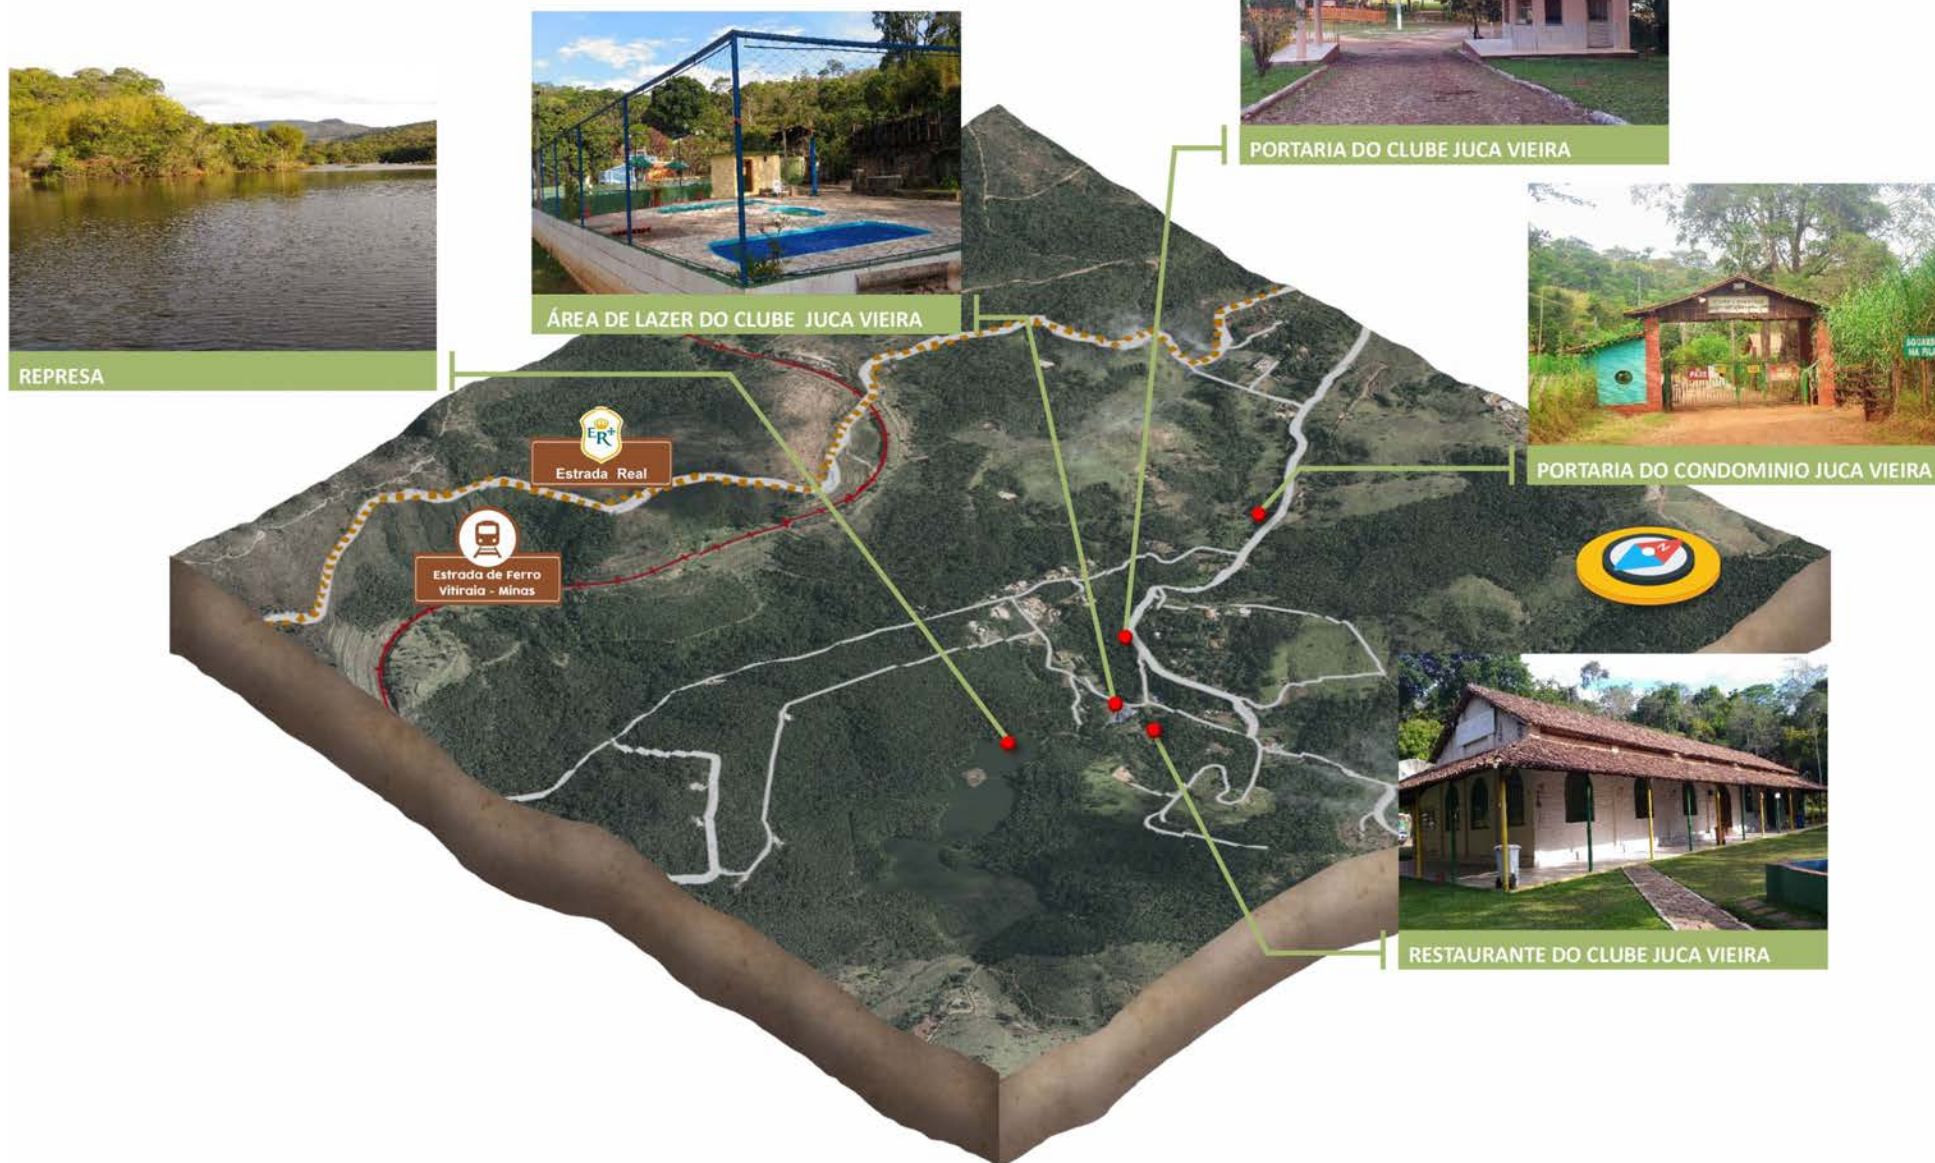 PORTARIA DO CLUBE JUCA VIEIRA
ÁREA DE LAZER DO CLUBE JUCA VIEIRA
REPRESA
ER
Estrada Real
PORTARIA DO CONDOMINIO JUCA VIEIRA
Estrada de Ferro
Vitiraia - Minas
N
RESTAURANTE DO CLUBE JUCA VIEIRA